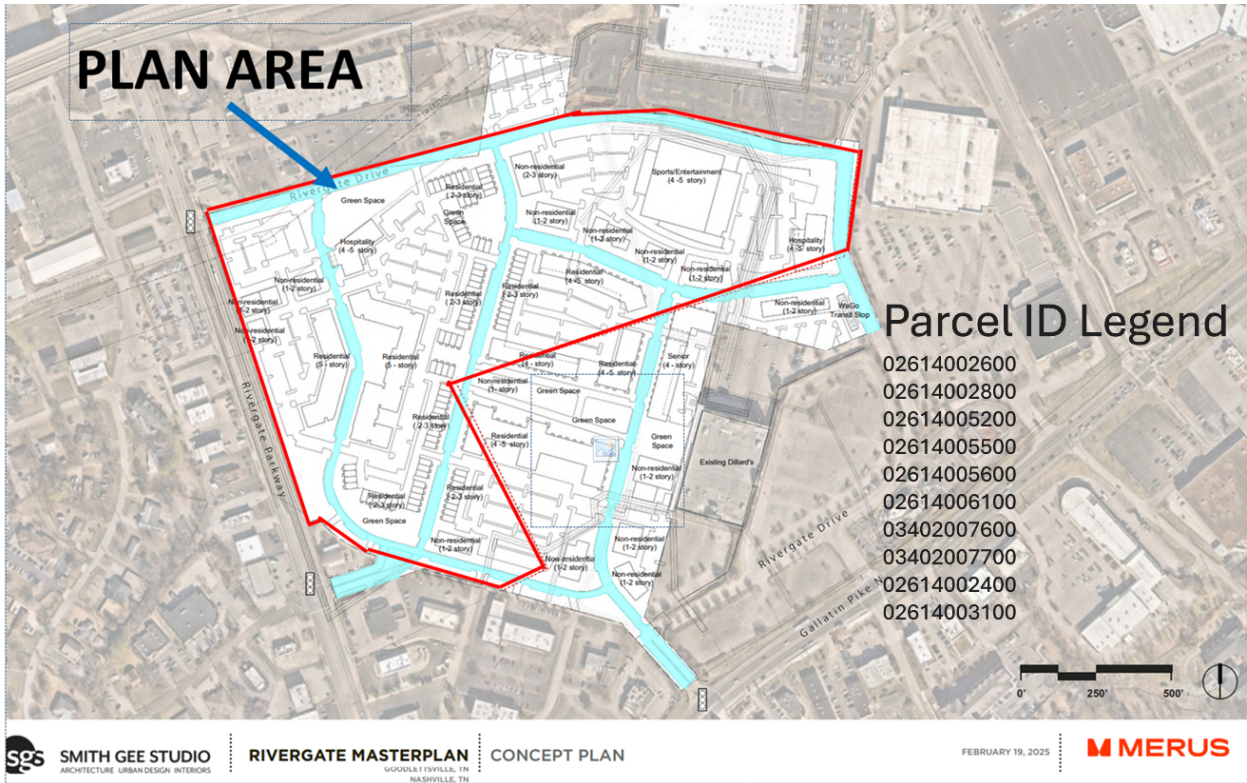 PLAN AREA
Rivergate Drive
Green Space
Residential
( 2-3 story)
Green
Space
Non-residential
(2-3 story)
Sports/Entertainment
(4 -5 story)
Non-residential
(1-2 story)
Non-residential
(1-2 story)
Non-residential
(1-2 story)
Non-residential
(1-2 story)
Hospitality
(4 -5 story)
Hospitality
(4 -5 story)
Non-residential
(1-2 story)
Non-residential
(1-2 story)
Non-residential
(1-2 story)
Residential
( 2-3 story)
Residential
( 2-3 story)
Residential
(4 -5 story)
Non-residential
(1-2 story)
WeGo
Transit Stop
Residential
(5 - story)
Residential
(5 - story)
Residential
(4 - story)
Residential
(4 -5 story)
Senior
(4 - story)
Non-residential
(1- story)
Green Space
Green Space
Residential
( 2-3 story)
Residential
(4 -5 story)
Green
Space
Non-residential
(1-2 story)
Existing Dillard's
Residential
( 2-3 story)
Residential
( 2-3 story)
Green Space
Non-residential
(1-2 story)
Non-residential
(1-2 story)
Non-residential
(1-2 story)
Non-residential
(1-2 story)
Rivergate Parkway
Rivergate Drive
Gallatin Pike N
Parcel ID Legend
02614002600
02614002800
02614005200
02614005500
02614005600
02614006100
03402007600
03402007700
02614002400
02614003100
0' 250' 500'
sgs
SMITH GEE STUDIO
ARCHITECTURE URBAN DESIGN INTERIORS
RIVERGATE MASTERPLAN
GOODLETTSVILLE, TN
NASHVILLE, TN
CONCEPT PLAN
FEBRUARY 19, 2025
MERUS